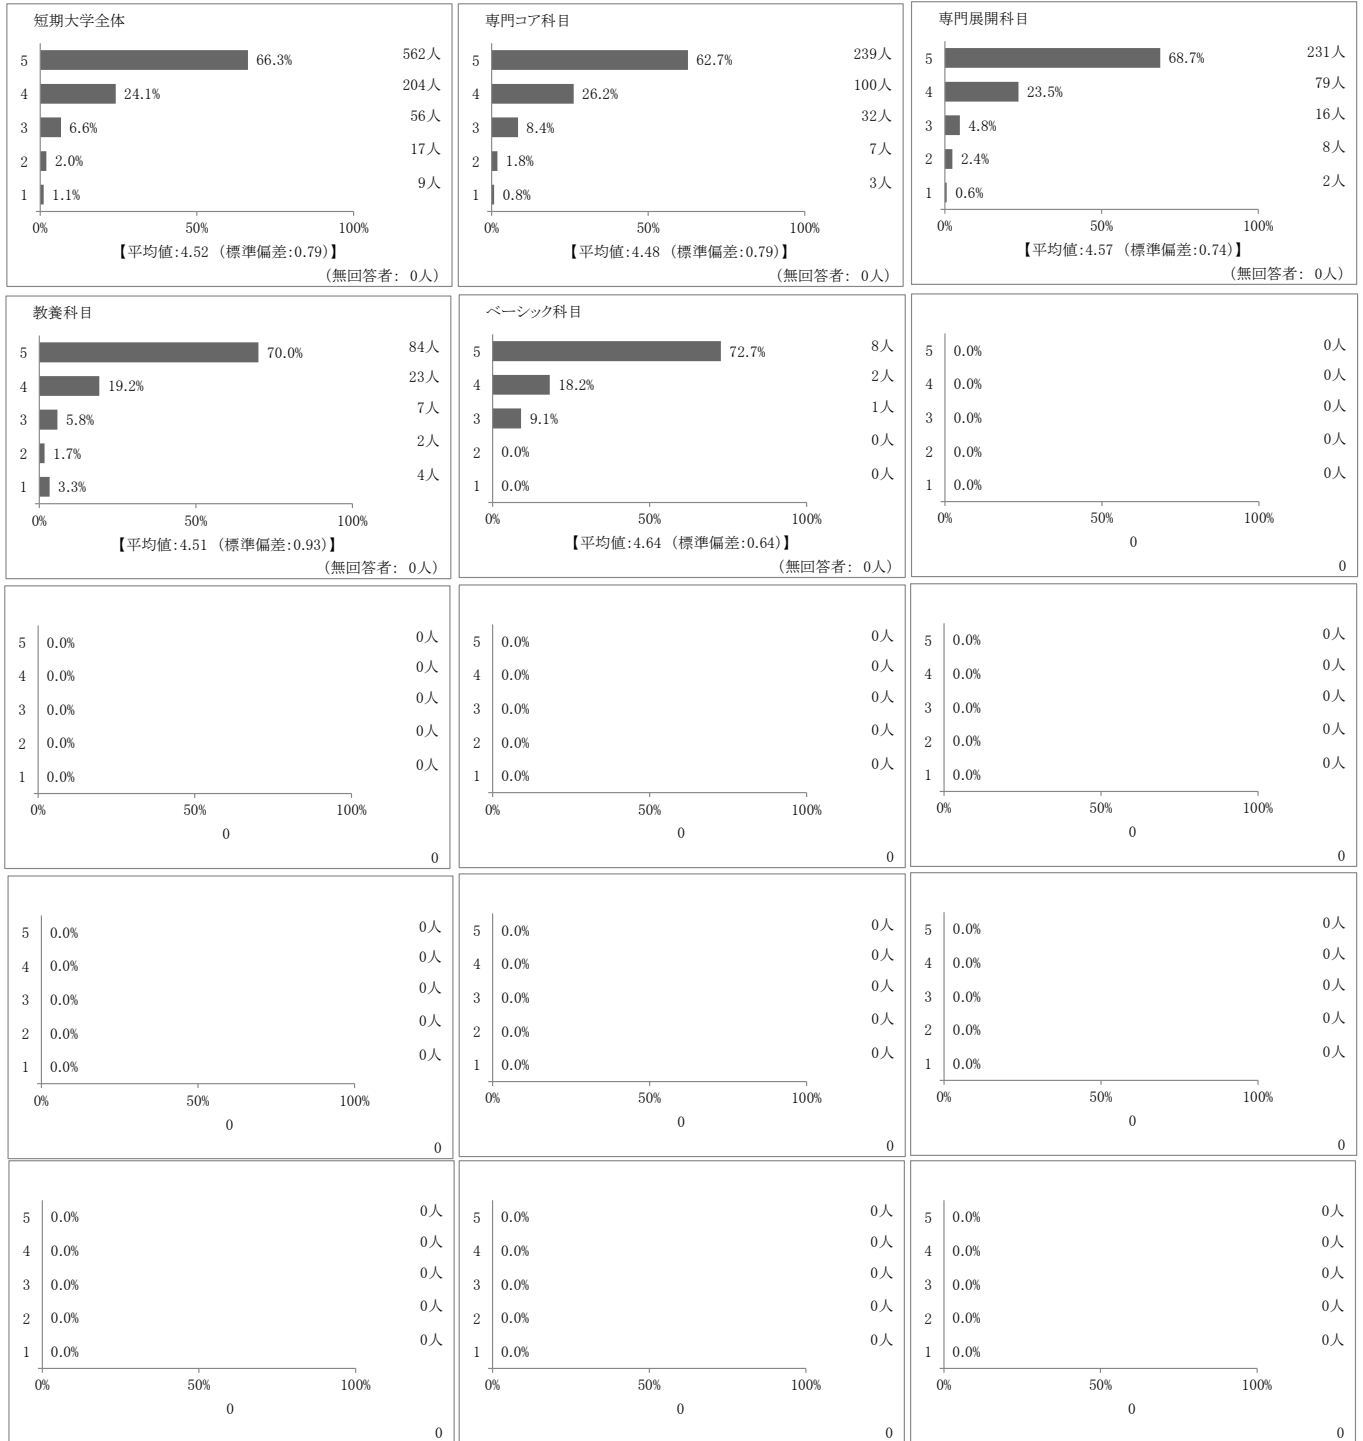 短期大学全体
5 66.3% 562人
4 24.1% 204人
3 6.6% 56人
2 2.0% 17人
1 1.1% 9人
0% 50% 100%
【平均値:4.52 (標準偏差:0.79)】
(無回答者: 0人)
専門コア科目
5 62.7% 239人
4 26.2% 100人
3 8.4% 32人
2 1.8% 7人
1 0.8% 3人
0% 50% 100%
【平均値:4.48 (標準偏差:0.79)】
(無回答者: 0人)
専門展開科目
5 68.7% 231人
4 23.5% 79人
3 4.8% 16人
2 2.4% 8人
1 0.6% 2人
0% 50% 100%
【平均値:4.57 (標準偏差:0.74)】
(無回答者: 0人)
教養科目
5 70.0% 84人
4 19.2% 23人
3 5.8% 7人
2 1.7% 2人
1 3.3% 4人
0% 50% 100%
【平均値:4.51 (標準偏差:0.93)】
(無回答者: 0人)
ベーシック科目
5 72.7% 8人
4 18.2% 2人
3 9.1% 1人
2 0.0% 0人
1 0.0% 0人
0% 50% 100%
【平均値:4.64 (標準偏差:0.64)】
(無回答者: 0人)
5 0.0% 0人
4 0.0% 0人
3 0.0% 0人
2 0.0% 0人
1 0.0% 0人
0% 50% 100%
0
0
5 0.0% 0人
4 0.0% 0人
3 0.0% 0人
2 0.0% 0人
1 0.0% 0人
0% 50% 100%
0
0
5 0.0% 0人
4 0.0% 0人
3 0.0% 0人
2 0.0% 0人
1 0.0% 0人
0% 50% 100%
0
0
5 0.0% 0人
4 0.0% 0人
3 0.0% 0人
2 0.0% 0人
1 0.0% 0人
0% 50% 100%
0
0
5 0.0% 0人
4 0.0% 0人
3 0.0% 0人
2 0.0% 0人
1 0.0% 0人
0% 50% 100%
0
0
5 0.0% 0人
4 0.0% 0人
3 0.0% 0人
2 0.0% 0人
1 0.0% 0人
0% 50% 100%
0
0
5 0.0% 0人
4 0.0% 0人
3 0.0% 0人
2 0.0% 0人
1 0.0% 0人
0% 50% 100%
0
0
5 0.0% 0人
4 0.0% 0人
3 0.0% 0人
2 0.0% 0人
1 0.0% 0人
0% 50% 100%
0
0
5 0.0% 0人
4 0.0% 0人
3 0.0% 0人
2 0.0% 0人
1 0.0% 0人
0% 50% 100%
0
0
5 0.0% 0人
4 0.0% 0人
3 0.0% 0人
2 0.0% 0人
1 0.0% 0人
0% 50% 100%
0
0